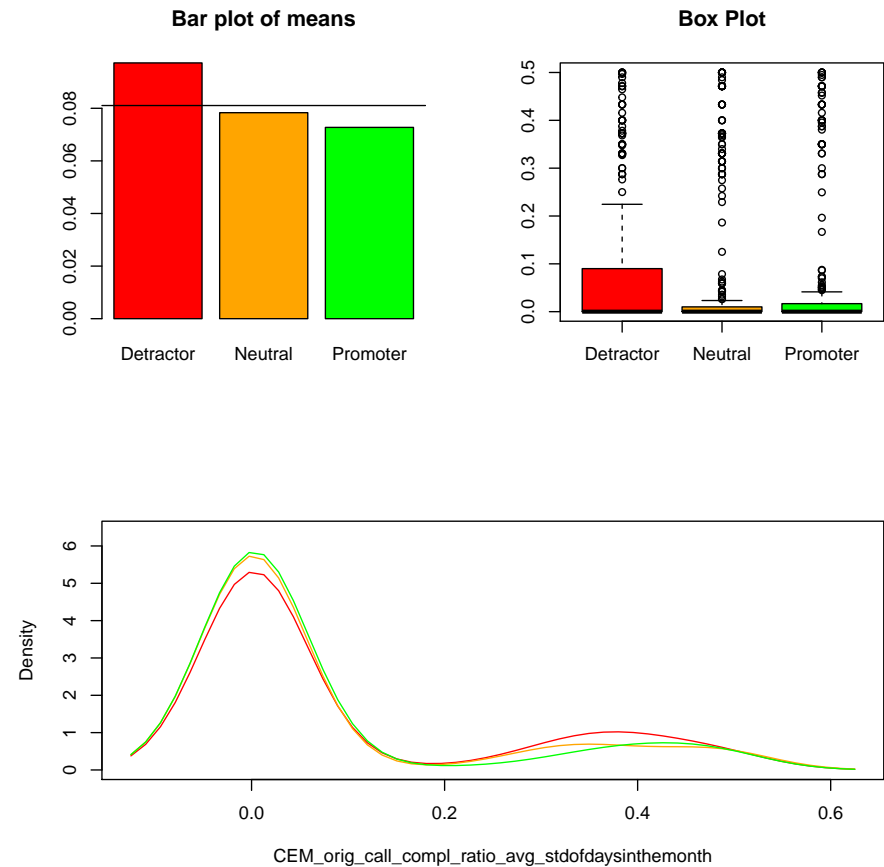 Bar plot of means
0.00
0.02
0.04
0.06
0.08
Detractor
Neutral
Promoter
Box Plot
0.0
0.1
0.2
0.3
0.4
0.5
Detractor
Neutral
Promoter
Density
0
1
2
3
4
5
6
0.0
0.2
0.4
0.6
CEM_orig_call_compl_ratio_avg_stdofdaysinthemonth